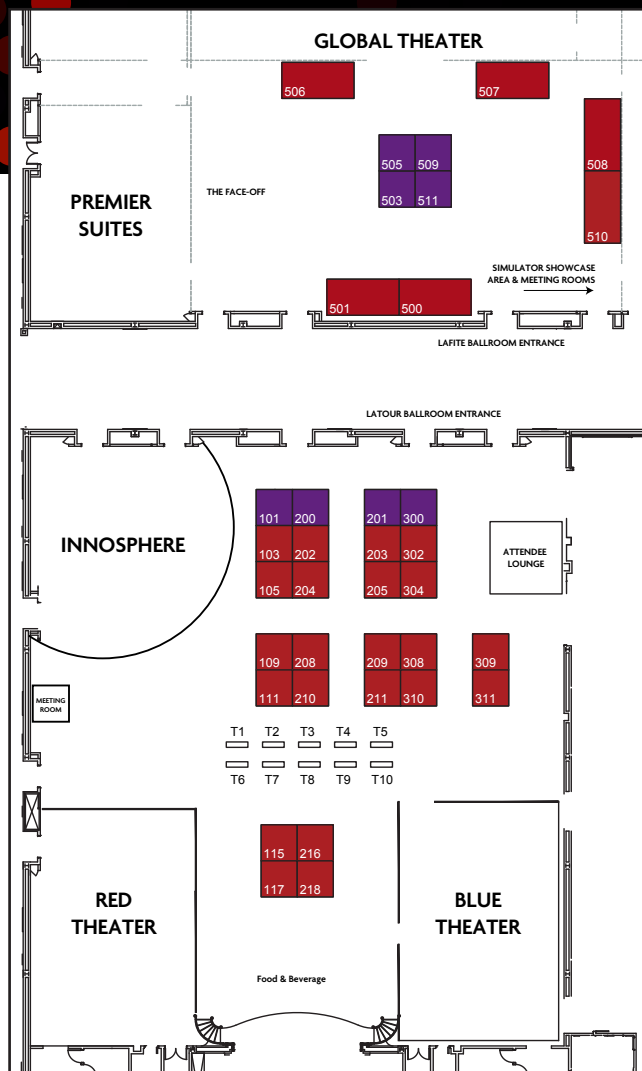 GLOBAL THEATER
506
507
505 509
508
THE FACE-OFF
PREMIER
SUITES
503 511
510
SIMULATOR SHOWCASE
AREA & MEETING ROOMS
501 500
LAFITE BALLROOM ENTRANCE
LATOUR BALLROOM ENTRANCE
101 200 201 300
INNOSPHERE
103 202 203 302
ATTENDEE
LOUNGE
105 204 205 304
109 208 209 308 309
MEETING
ROOM
111 210 211 310 311
T1 T2 T3 T4 T5
T6 T7 T8 T9 T10
115 216
117 218
RED
THEATER
BLUE
THEATER
Food & Beverage